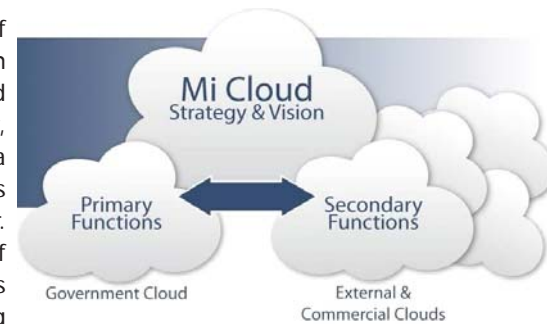 Mi Cloud
Strategy & Vision
Primary
Functions
Secondary
Functions
Government Cloud
External &
Commercial Clouds